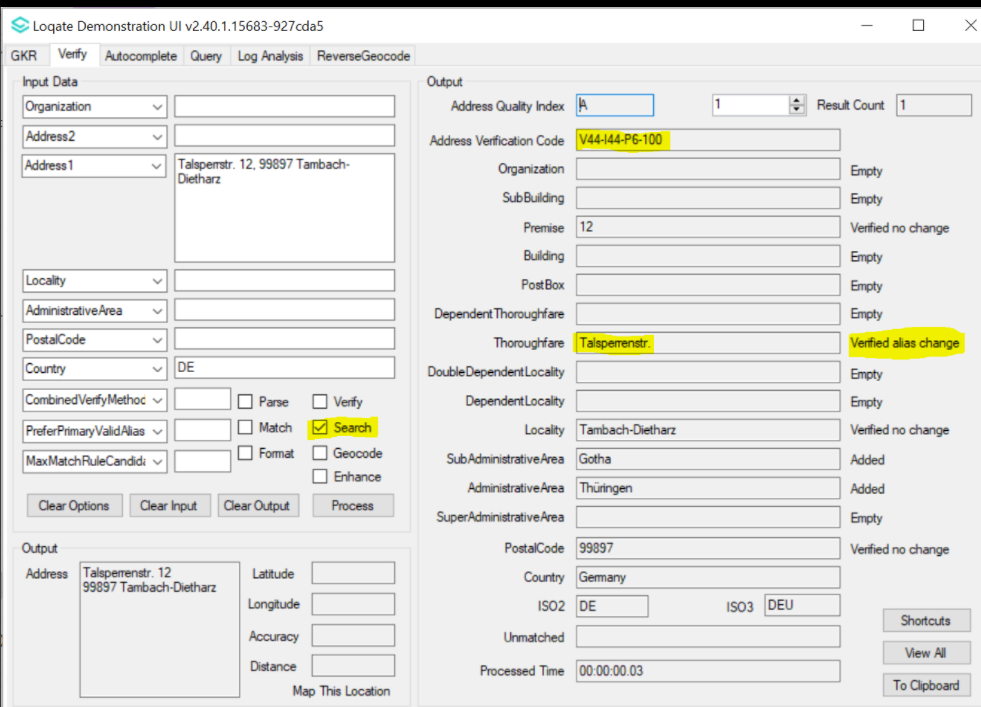 Loqate Demonstration UI v2.40.1.15683-927cda5
GKR Verify Autocomplete Query Log Analysis ReverseGeocode
Input Data
Organization
Address2
Address1 Talsperrnstr. 12, 99897 Tambach-
Dietharz
Locality
AdministrativeArea
PostalCode
Country DE
CombinedVerifyMethod Parse Verify
PreferPrimaryValidAlias Match Search
MaxMatchRuleCandida Format Geocode
Enhance
Clear Options Clear Input Clear Output Process
Output
Address Talsperrenstr. 12
99897 Tambach-Dietharz
Latitude
Longitude
Accuracy
Distance
Map This Location
Output
Address Quality Index A 1 Result Count 1
Address Verification Code V44-I44-P6-100
Organization Empty
SubBuilding Empty
Premise 12 Verified no change
Building Empty
PostBox Empty
DependentThoroughfare Empty
Thoroughfare Talsperrenstr. Verified alias change
DoubleDependentLocality Empty
DependentLocality Empty
Locality Tambach-Dietharz Verified no change
SubAdministrativeArea Gotha Added
AdministrativeArea Thüringen Added
SuperAdministrativeArea Empty
PostalCode 99897 Verified no change
Country Germany
ISO2 DE ISO3 DEU
Unmatched
Processed Time 00:00:00.03
Shortcuts
View All
To Clipboard